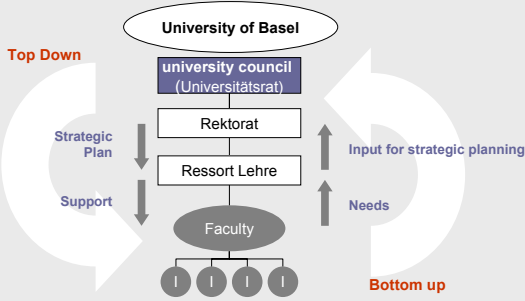 University of Basel
Top Down
university council
(Universitätsrat)
Rektorat
Strategic
Plan
Input for strategic planning
Ressort Lehre
Support
Needs
Faculty
I I I I
Bottom up